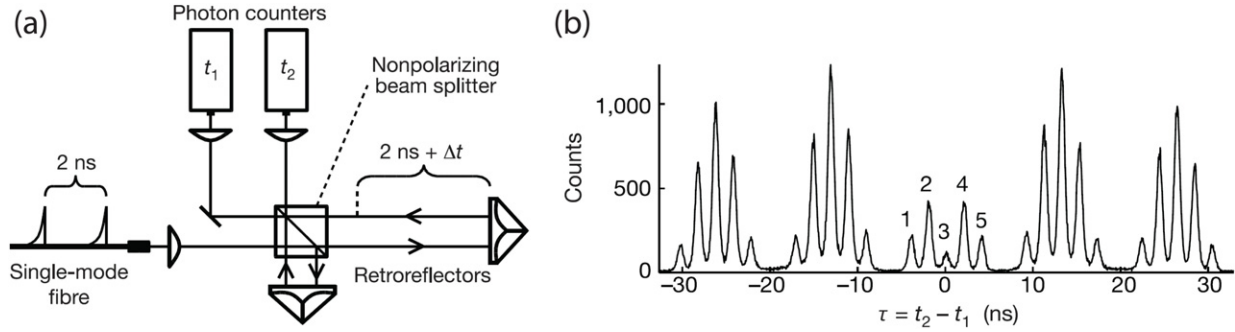 (a)
Photon counters
t₁
t₂
Nonpolarizing
beam splitter
2 ns
2 ns + Δt
Single-mode
fibre
Retroreflectors
(b)
1,000
500
0
Counts
1
2
3
4
5
−30
−20
−10
0
10
20
30
τ = t₂ − t₁ (ns)